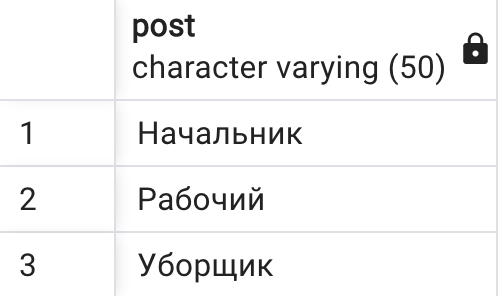 post
character varying (50)
1 Начальник
2 Рабочий
3 Уборщик